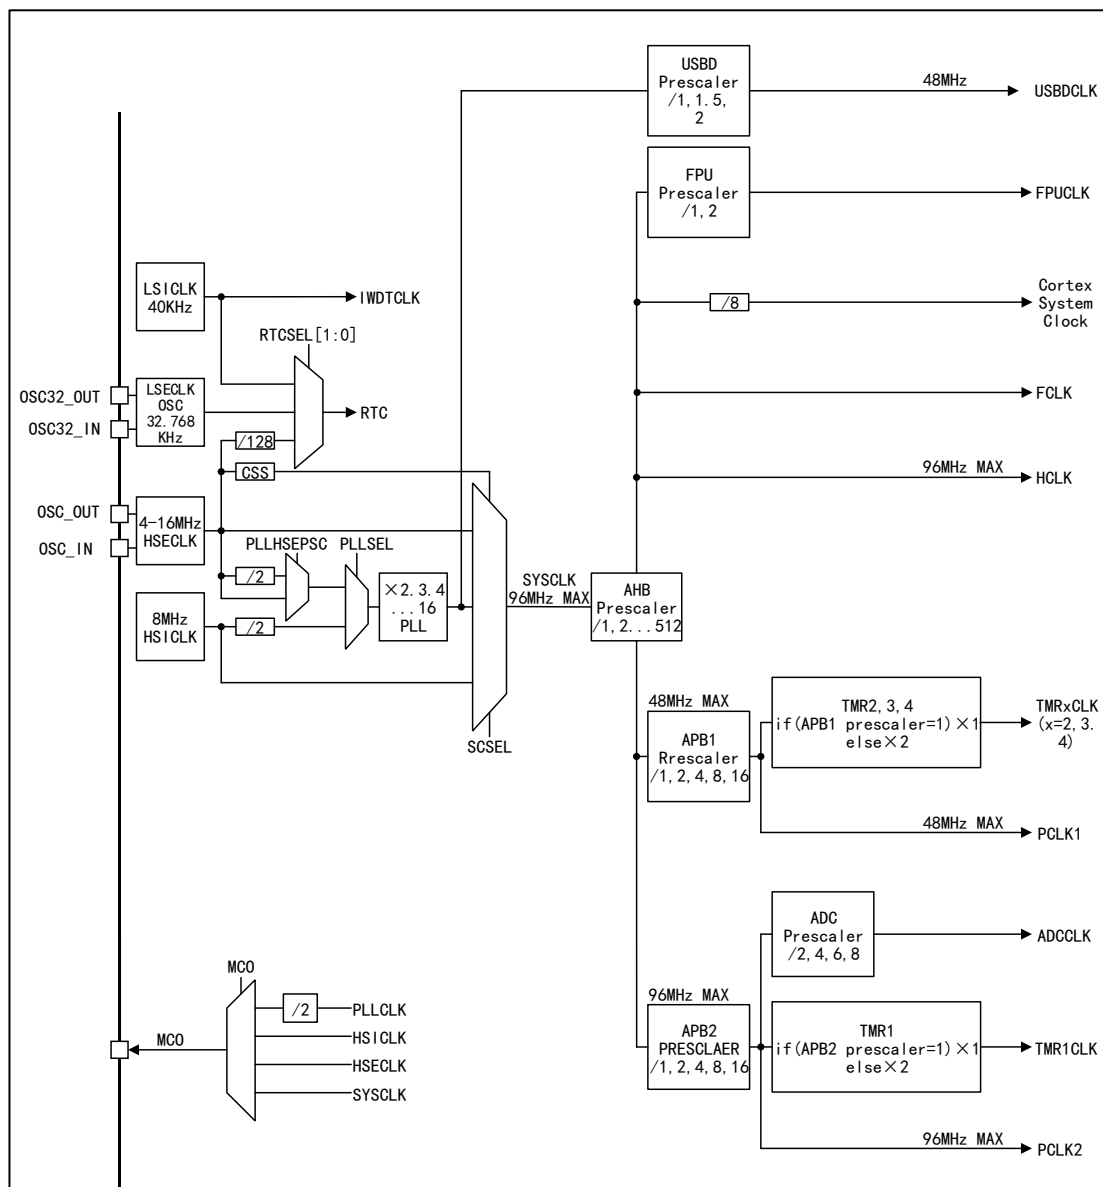 USBD
Prescaler
/1,1.5,
2
48MHz
USBDCLK
FPU
Prescaler
/1,2
FPUCLK
LSICLK
40KHz
IWDTCLK
/8
Cortex
System
Clock
RTCSEL[1:0]
OSC32_OUT
OSC32_IN
LSECLK
OSC
32.768
KHz
RTC
FCLK
/128
CSS
96MHz MAX
HCLK
OSC_OUT
OSC_IN
4-16MHz
HSECLK
PLLHSEPSC
PLLSEL
/2
×2.3.4
...16
PLL
SYSCLK
96MHz MAX
AHB
Prescaler
/1,2...512
8MHz
HSICLK
/2
SCSEL
48MHz MAX
APB1
Rrescaler
/1,2,4,8,16
TMR2,3,4
if(APB1 prescaler=1)×1
else×2
TMRxCLK
(x=2,3.
4)
48MHz MAX
PCLK1
ADC
Prescaler
/2,4,6,8
ADCCLK
MCO
/2
PLLCLK
HSICLK
HSECLK
SYSCLK
MCO
96MHz MAX
APB2
PRESCLAER
/1,2,4,8,16
TMR1
if(APB2 prescaler=1)×1
else×2
TMR1CLK
96MHz MAX
PCLK2